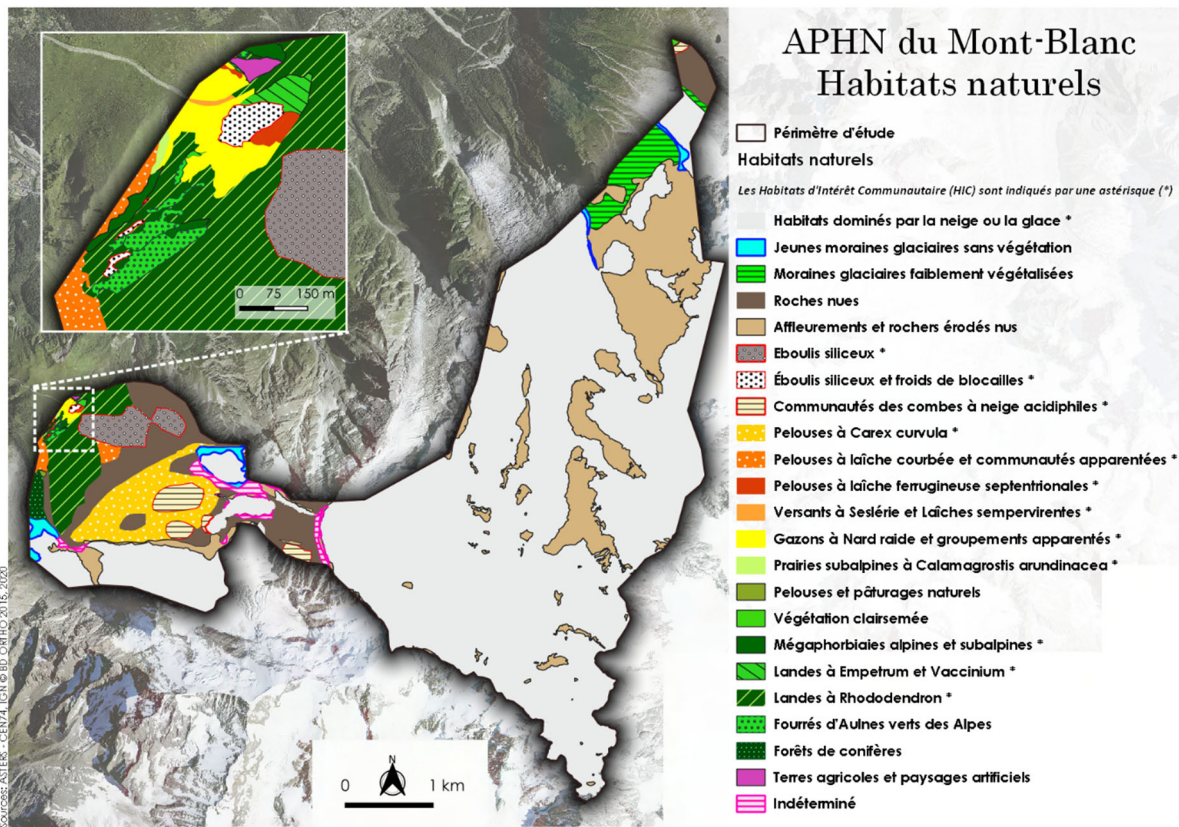 APHN du Mont-Blanc
Habitats naturels
Périmètre d'étude
Habitats naturels
Les Habitats d'Intérêt Communautaire (HIC) sont indiqués par une astérisque (*)
Habitats dominés par la neige ou la glace *
Jeunes moraines glaciaires sans végétation
Moraines glaciaires faiblement végétalisées
Roches nues
Affleurements et rochers érodés nus
Eboulis siliceux *
Éboulis siliceux et froids de blocailles *
Communautés des combes à neige acidiphiles *
Pelouses à Carex curvula *
Pelouses à laîche courbée et communautés apparentées *
Pelouses à laîche ferrugineuse septentrionales *
Versants à Seslérie et Laîches sempervirentes *
Gazons à Nard raide et groupements apparentés *
Prairies subalpines à Calamagrostis arundinacea *
Pelouses et pâturages naturels
Végétation clairsemée
Mégaphorbiaies alpines et subalpines *
Landes à Empetrum et Vaccinium *
Landes à Rhododendron *
Fourrés d'Aulnes verts des Alpes
Forêts de conifères
Terres agricoles et paysages artificiels
Indéterminé
0 75 150 m
N
0 1 km
Sources: ASTERS - CEN74, IGN © BD ORTHO 2015, 2020